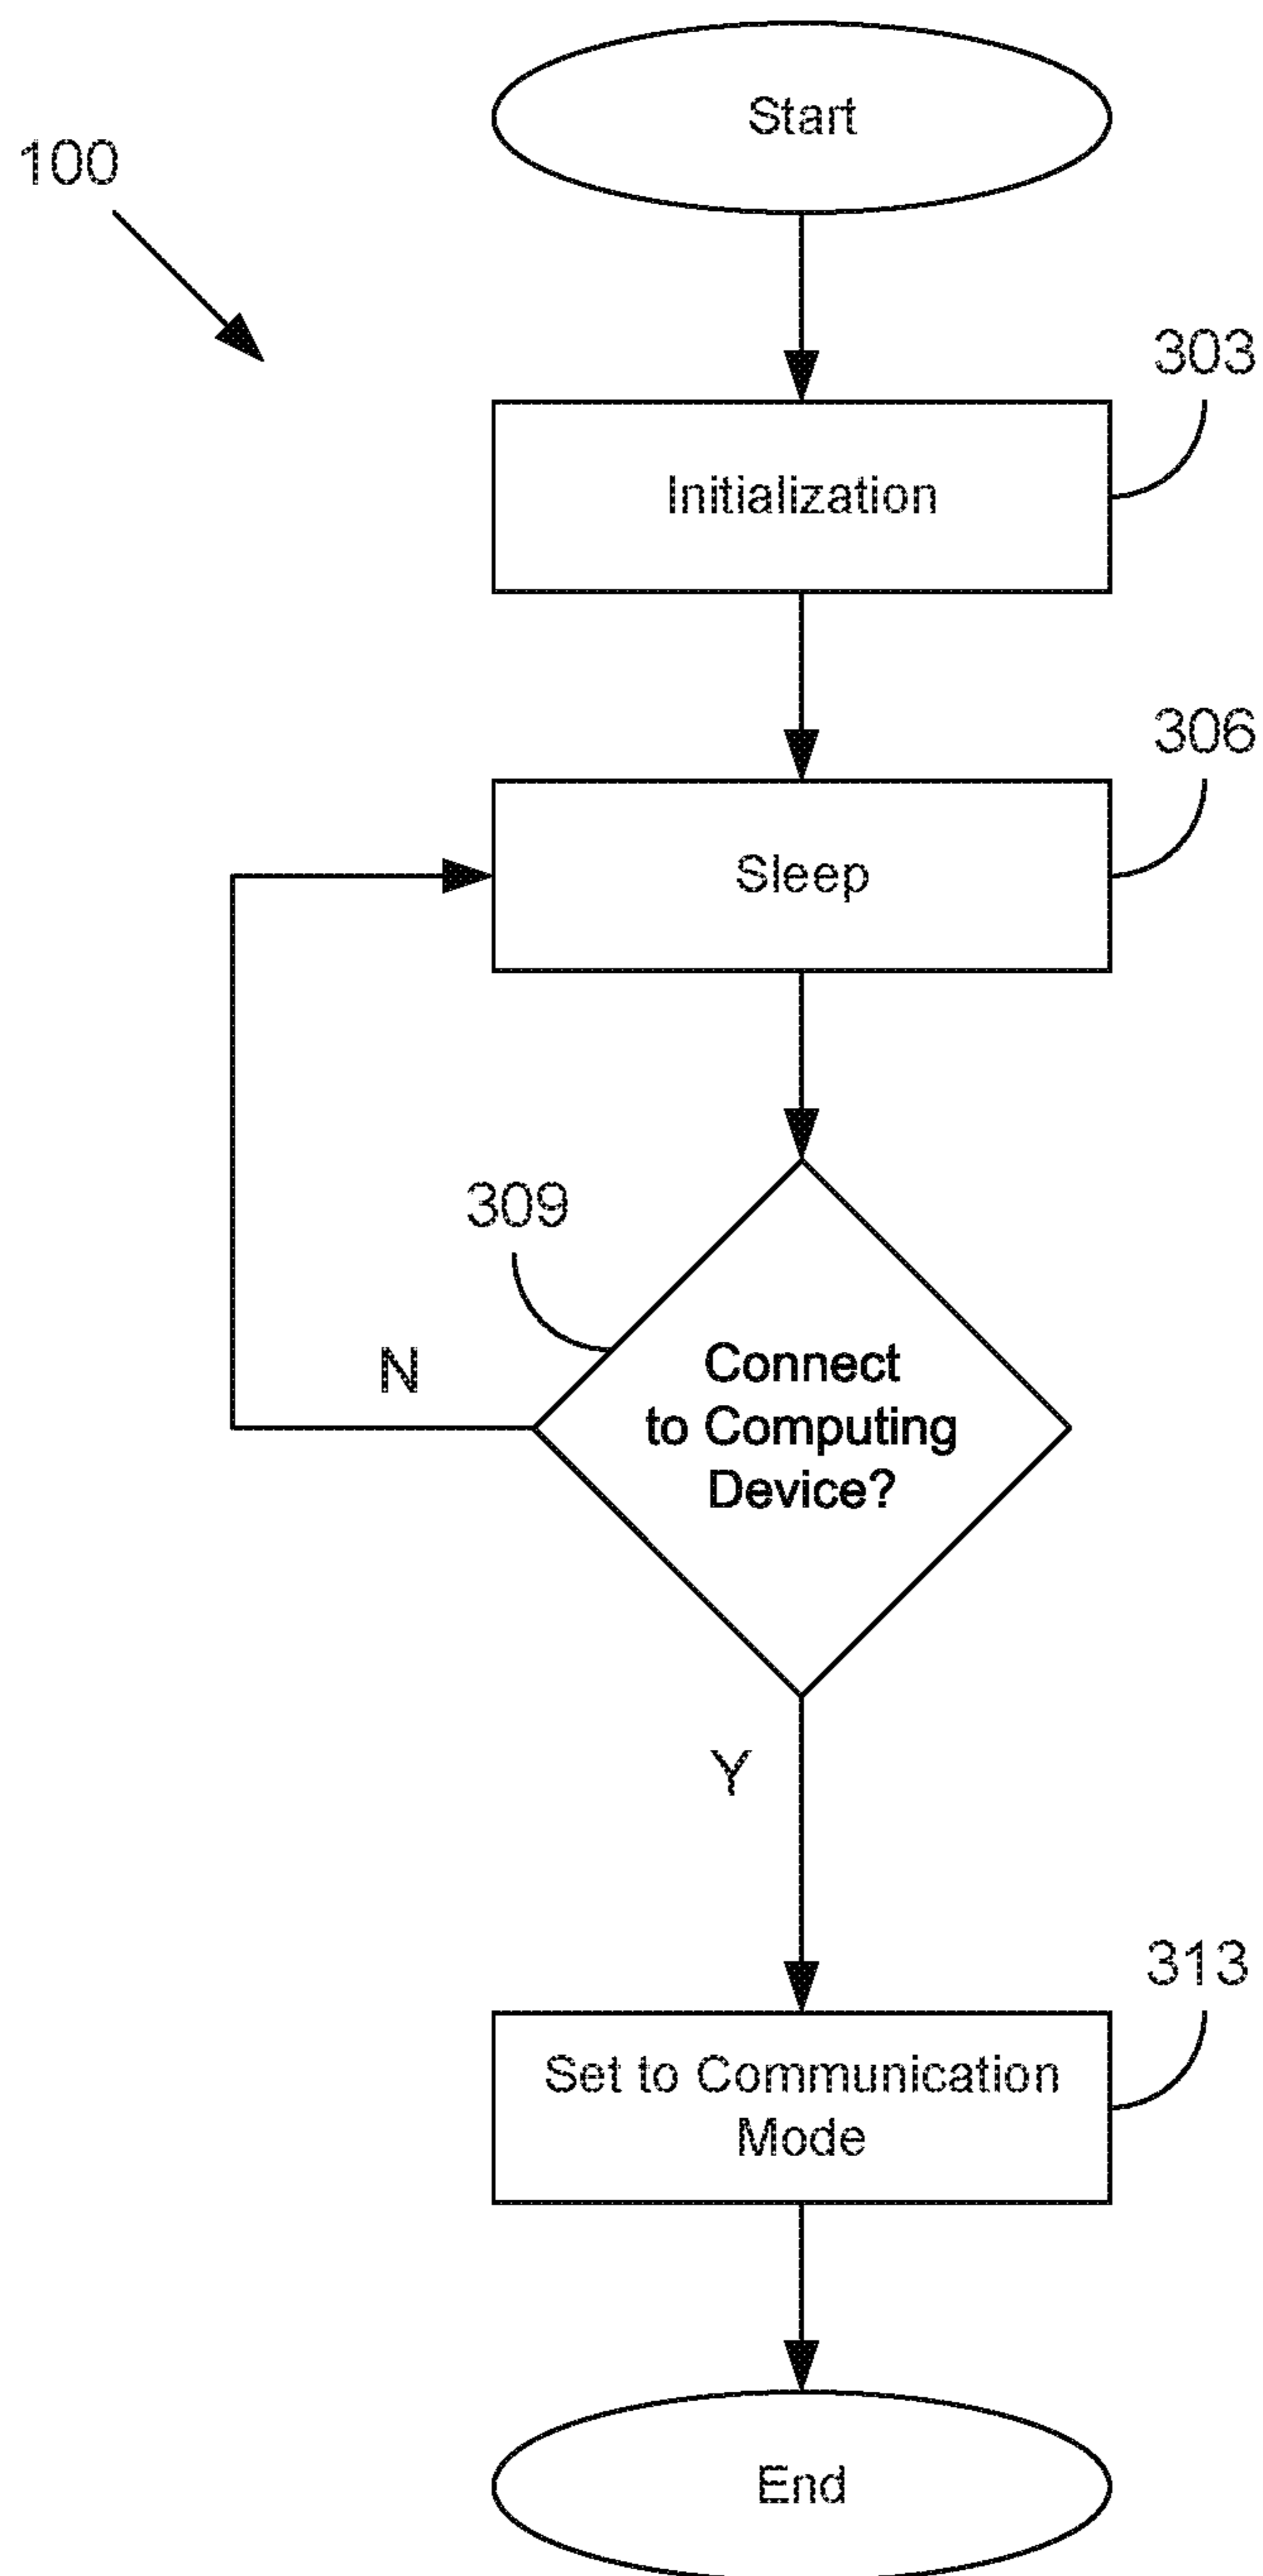 Start
100
303
Initialization
306
Sleep
309
N
Connect
to Computing
Device?
Y
313
Set to Communication
Mode
End